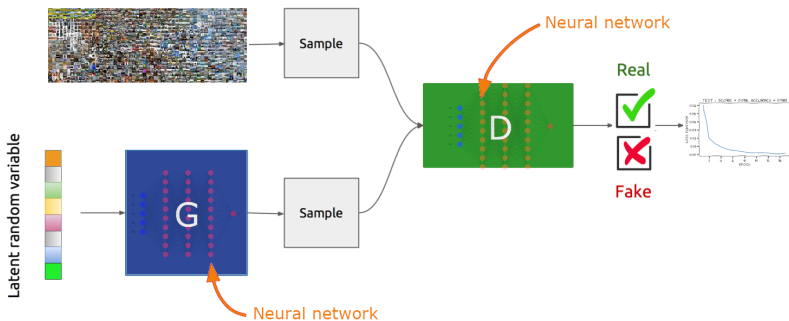 Neural network
Sample
Real
D
Fake
Latent random variable
G
Sample
Neural network